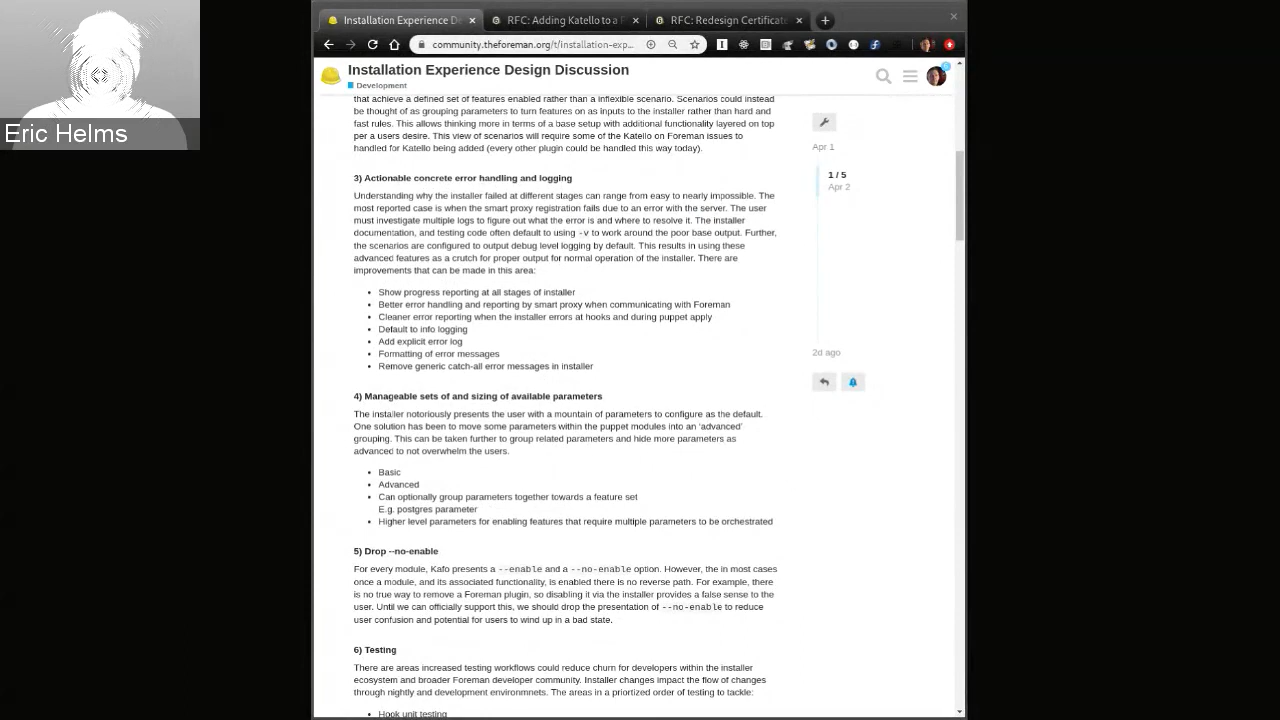 Eric Helms
Installation Experience De
RFC: Adding Katello to a F
RFC: Redesign Certificate
community.theforeman.org/t/installation-exp...
Installation Experience Design Discussion
Development
that achieve a defined set of features enabled rather than a inflexible scenario. Scenarios could instead
be thought of as grouping parameters to turn features on as inputs to the installer rather than hard and
fast rules. This allows thinking more in terms of a base setup with additional functionality layered on top
per a users desire. This view of scenarios will require some of the Katello on Foreman issues to
handled for Katello being added (every other plugin could be handled this way today).
3) Actionable concrete error handling and logging
Understanding why the installer failed at different stages can range from easy to nearly impossible. The
most reported case is when the smart proxy registration fails due to an error with the server. The user
must investigate multiple logs to figure out what the error is and where to resolve it. The installer
documentation, and testing code often default to using -v to work around the poor base output. Further,
the scenarios are configured to output debug level logging by default. This results in using these
advanced features as a crutch for proper output for normal operation of the installer. There are
improvements that can be made in this area:
Show progress reporting at all stages of installer
Better error handling and reporting by smart proxy when communicating with Foreman
Cleaner error reporting when the installer errors at hooks and during puppet apply
Default to info logging
Add explicit error log
Formatting of error messages
Remove generic catch-all error messages in installer
4) Manageable sets of and sizing of available parameters
The installer notoriously presents the user with a mountain of parameters to configure as the default.
One solution has been to move some parameters within the puppet modules into an 'advanced'
grouping. This can be taken further to group related parameters and hide more parameters as
advanced to not overwhelm the users.
Basic
Advanced
Can optionally group parameters together towards a feature set
E.g. postgres parameter
Higher level parameters for enabling features that require multiple parameters to be orchestrated
5) Drop --no-enable
For every module, Kafo presents a --enable and a --no-enable option. However, the in most cases
once a module, and its associated functionality, is enabled there is no reverse path. For example, there
is no true way to remove a Foreman plugin, so disabling it via the installer provides a false sense to the
user. Until we can officially support this, we should drop the presentation of --no-enable to reduce
user confusion and potential for users to wind up in a bad state.
6) Testing
There are areas increased testing workflows could reduce churn for developers within the installer
ecosystem and broader Foreman developer community. Installer changes impact the flow of changes
through nightly and development environmnets. The areas in a priortized order of testing to tackle:
Hook unit testing
Apr 1
1 / 5
Apr 2
2d ago